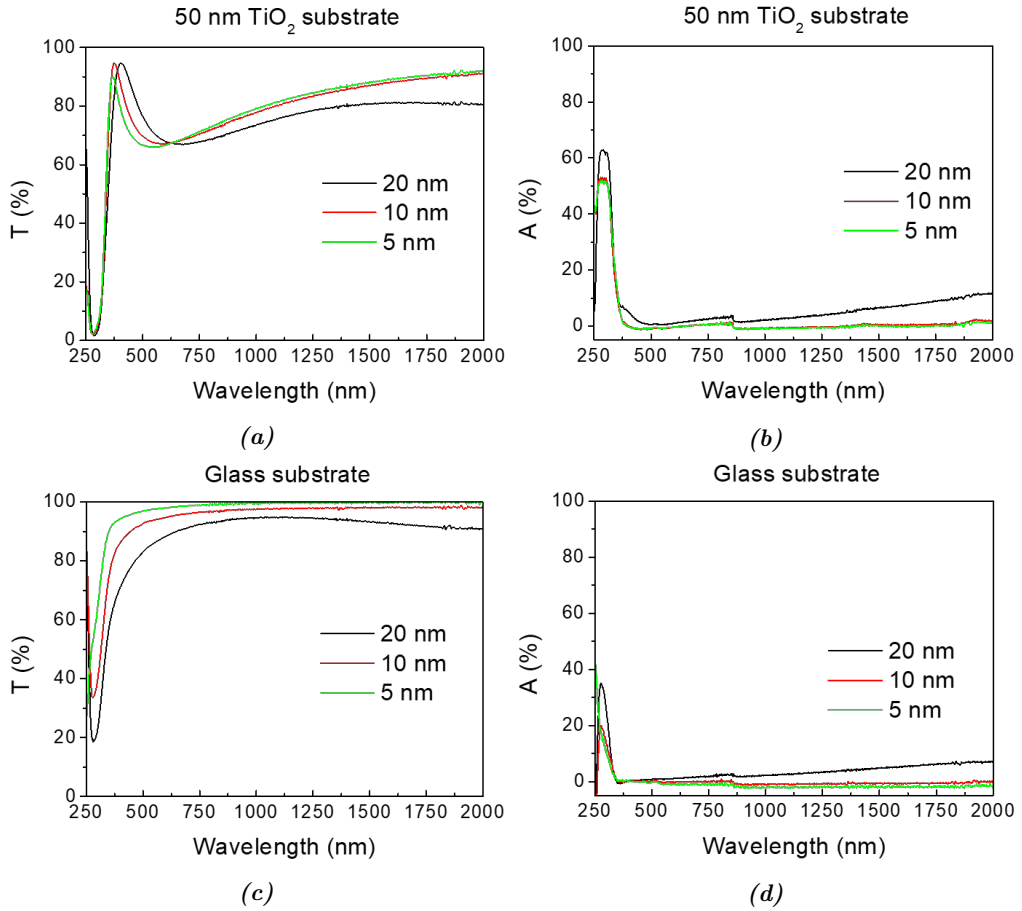 50 nm TiO₂ substrate
T (%)
100
80
60
40
20
0
20 nm
10 nm
5 nm
250 500 750 1000 1250 1500 1750 2000
Wavelength (nm)
(a)
50 nm TiO₂ substrate
A (%)
100
80
60
40
20
0
20 nm
10 nm
5 nm
250 500 750 1000 1250 1500 1750 2000
Wavelength (nm)
(b)
Glass substrate
T (%)
100
80
60
40
20
0
20 nm
10 nm
5 nm
250 500 750 1000 1250 1500 1750 2000
Wavelength (nm)
(c)
Glass substrate
A (%)
100
80
60
40
20
0
20 nm
10 nm
5 nm
250 500 750 1000 1250 1500 1750 2000
Wavelength (nm)
(d)